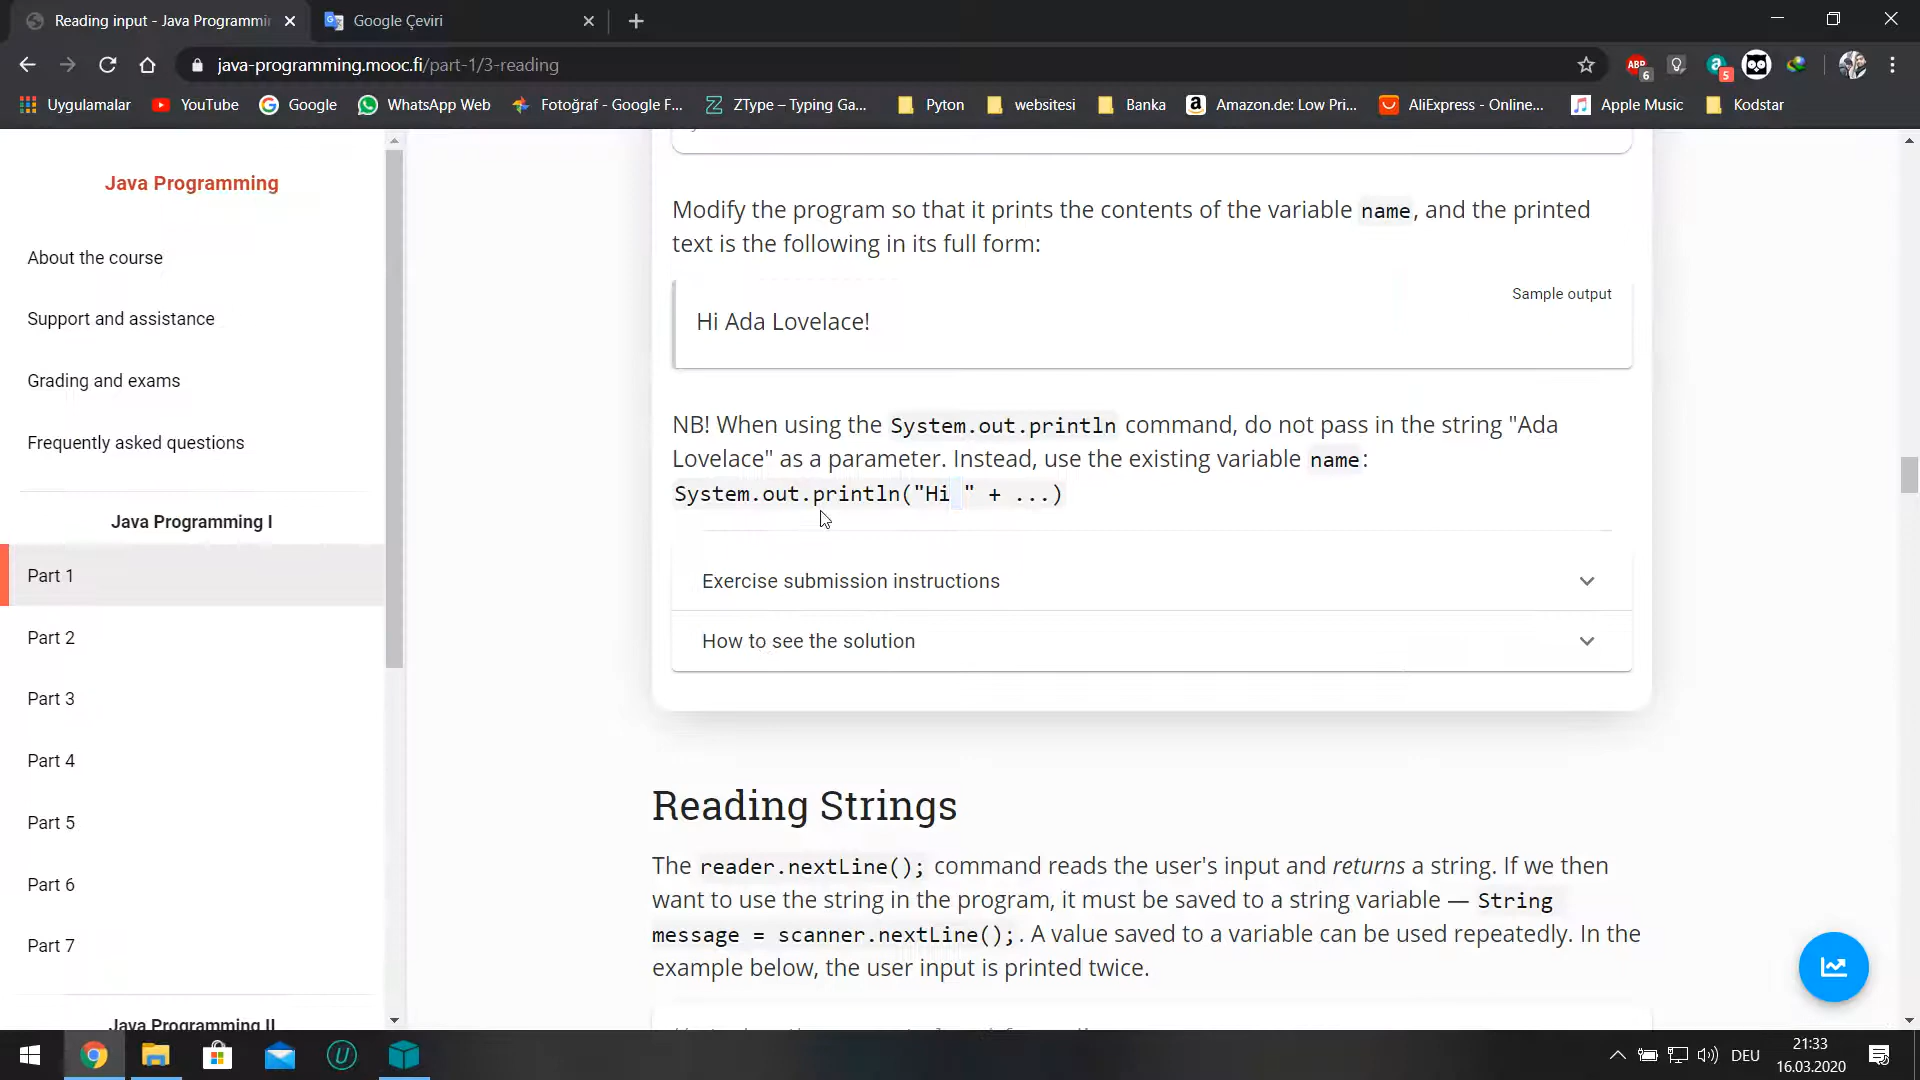 Reading input - Java Programmin
Google Çeviri
java-programming.mooc.fi/part-1/3-reading
ABP
6
5
Uygulamalar
YouTube
Google
WhatsApp Web
Fotoğraf - Google F...
ZType – Typing Ga...
Pyton
websitesi
Banka
Amazon.de: Low Pri...
AliExpress - Online...
Apple Music
Kodstar
Java Programming
About the course
Support and assistance
Grading and exams
Frequently asked questions
Java Programming I
Part 1
Part 2
Part 3
Part 4
Part 5
Part 6
Part 7
Java Programming II
Modify the program so that it prints the contents of the variable name, and the printed
text is the following in its full form:
Sample output
Hi Ada Lovelace!
NB! When using the System.out.println command, do not pass in the string "Ada
Lovelace" as a parameter. Instead, use the existing variable name:
System.out.println("Hi " + ...)
Exercise submission instructions
How to see the solution
Reading Strings
The reader.nextLine(); command reads the user's input and returns a string. If we then
want to use the string in the program, it must be saved to a string variable — String
message = scanner.nextLine();. A value saved to a variable can be used repeatedly. In the
example below, the user input is printed twice.
DEU
21:33
16.03.2020